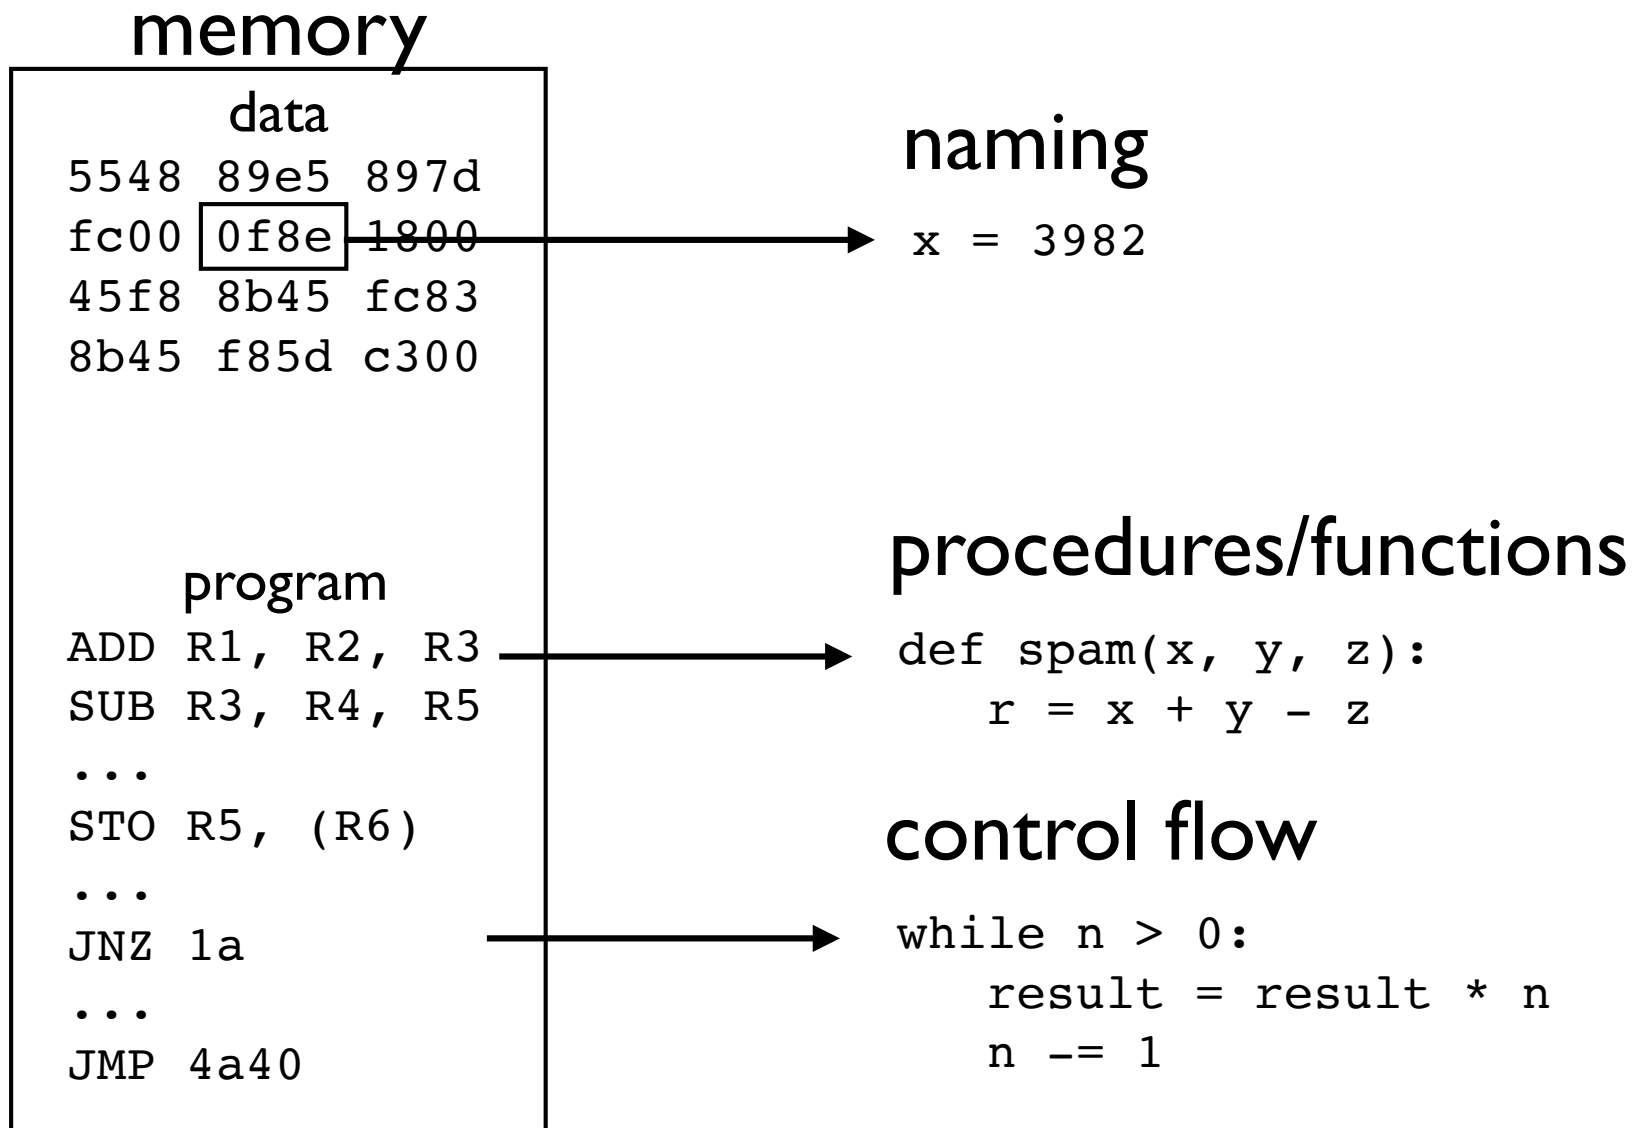 memory
data
5548 89e5 897d
fc00 0f8e 1800
45f8 8b45 fc83
8b45 f85d c300
program
ADD R1, R2, R3
SUB R3, R4, R5
...
STO R5, (R6)
...
JNZ 1a
...
JMP 4a40
naming
x = 3982
procedures/functions
def spam(x, y, z):
   r = x + y - z
control flow
while n > 0:
   result = result * n
   n -= 1